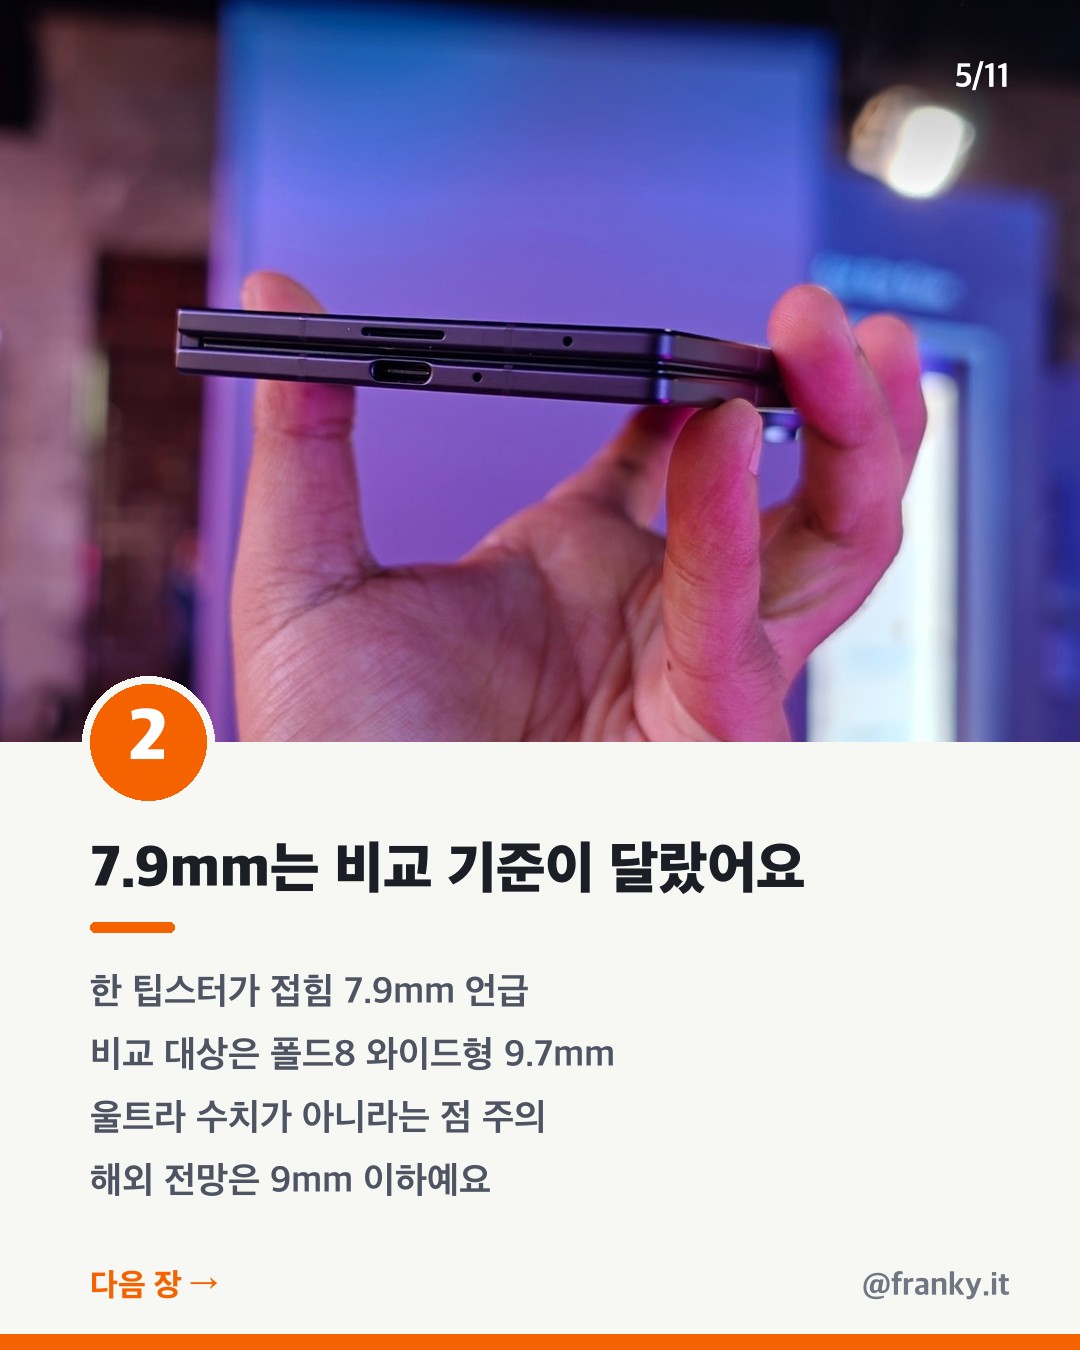 5/11
2
7.9mm는 비교 기준이 달랐어요
한 팁스터가 접힘 7.9mm 언급
비교 대상은 폴드8 와이드형 9.7mm
울트라 수치가 아니라는 점 주의
해외 전망은 9mm 이하예요
다음 장 →
@franky.it